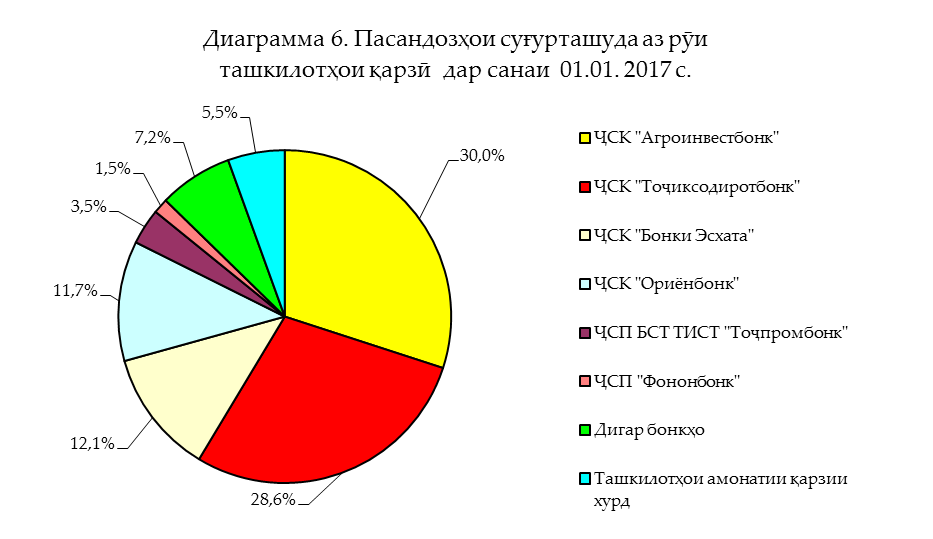 Диаграмма 6. Пасандозҳои суғурташуда аз рӯи
ташкилотҳои қарзӣ дар санаи 01.01. 2017 с.
5,5%
7,2%
1,5%
3,5%
11,7%
12,1%
28,6%
30,0%
ҶСК "Агроинвестбонк"
ҶСК "Тоҷиксодиротбонк"
ҶСК "Бонки Эсхата"
ҶСК "Ориёнбонк"
ҶСП БСТ ТИСТ "Тоҷпромбонк"
ҶСП "Фононбонк"
Дигар бонкҳо
Ташкилотҳои амонатии қарзии
хурд